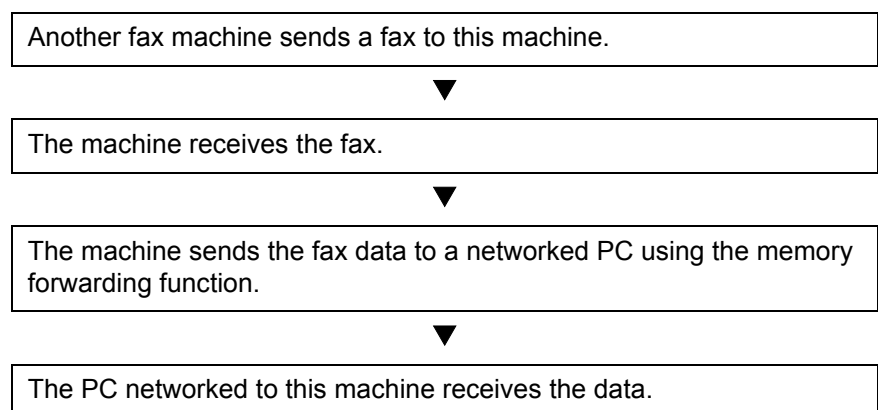 Another fax machine sends a fax to this machine.
▼
The machine receives the fax.
▼
The machine sends the fax data to a networked PC using the memory
forwarding function.
▼
The PC networked to this machine receives the data.